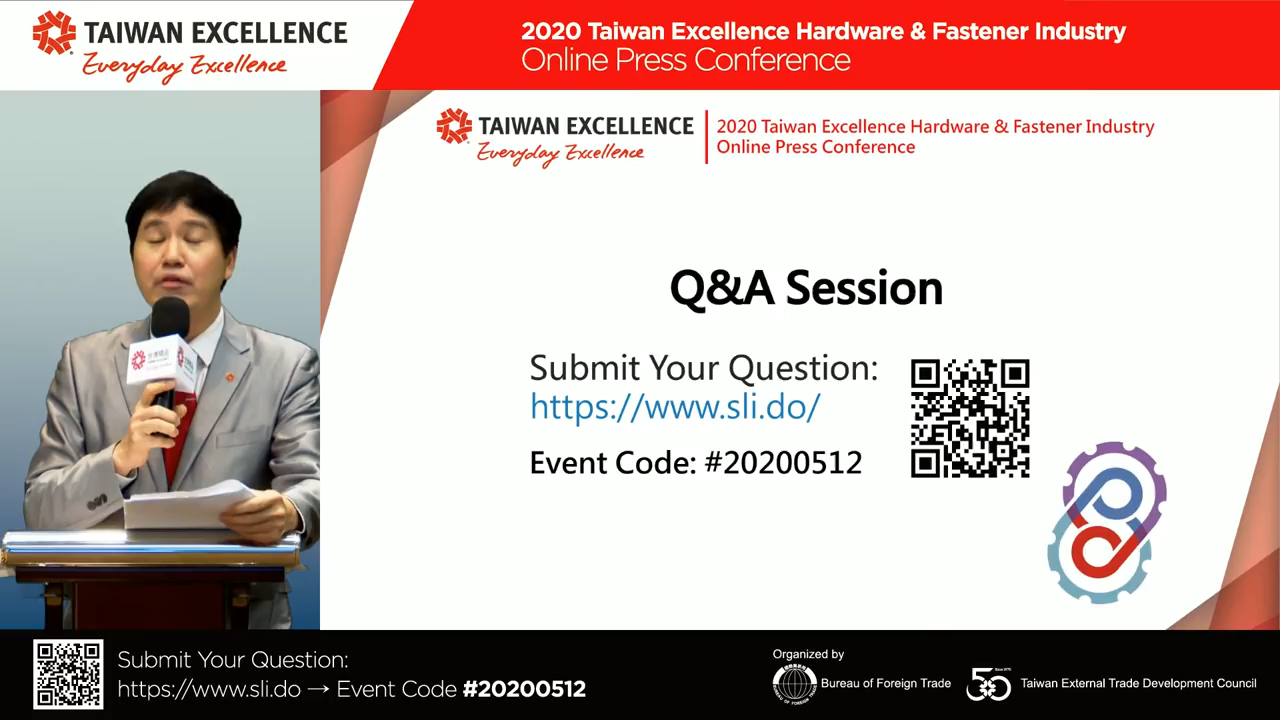 TAIWAN EXCELLENCE
Everyday Excellence
2020 Taiwan Excellence Hardware & Fastener Industry
Online Press Conference
TAIWAN EXCELLENCE
Everyday Excellence
2020 Taiwan Excellence Hardware & Fastener Industry
Online Press Conference
Q&A Session
Submit Your Question:
https://www.sli.do/
Event Code: #20200512
Submit Your Question:
https://www.sli.do → Event Code #20200512
Organized by
Bureau of Foreign Trade
50
Taiwan External Trade Development Council